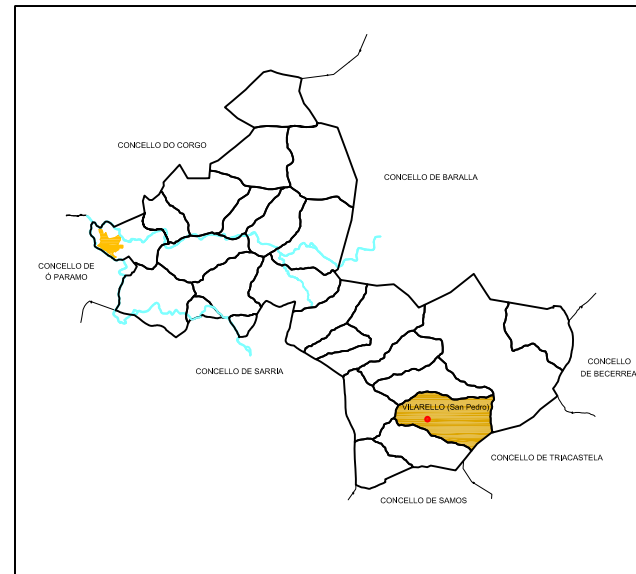 CONCELLO DO CORGO
CONCELLO DE BARALLA
CONCELLO DE
Ó PARAMO
CONCELLO DE SARRIA
CONCELLO
DE BECERREA
VILARELLO (San Pedro)
CONCELLO DE TRIACASTELA
CONCELLO DE SAMOS